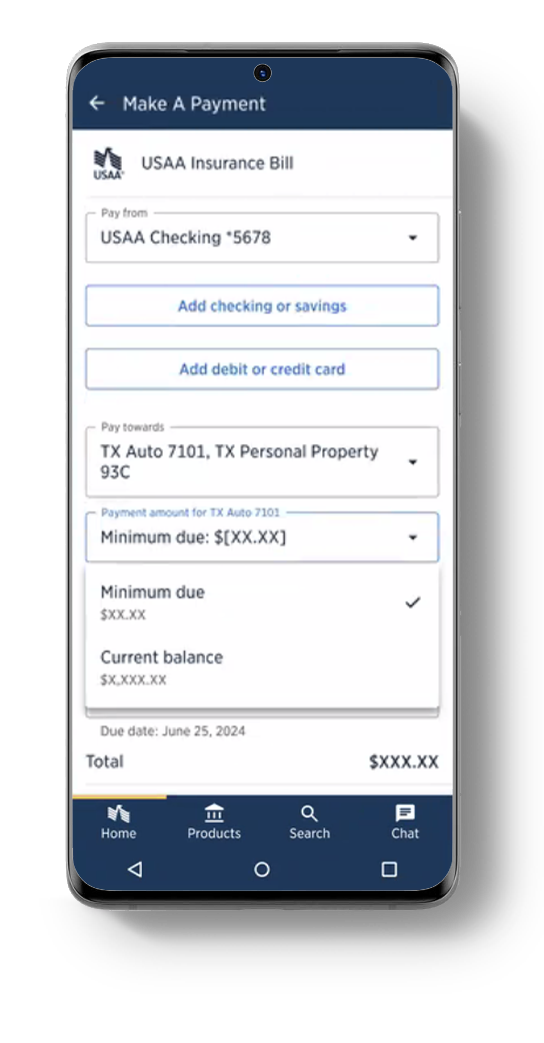 Make A Payment
USAA®
USAA Insurance Bill
Pay from
USAA Checking *5678
Add checking or savings
Add debit or credit card
Pay towards
TX Auto 7101, TX Personal Property
93C
Payment amount for TX Auto 7101
Minimum due: $[XX.XX]
Minimum due
$XX.XX
Current balance
$X,XXX.XX
Due date: June 25, 2024
Total $XXX.XX
Home Products Search Chat